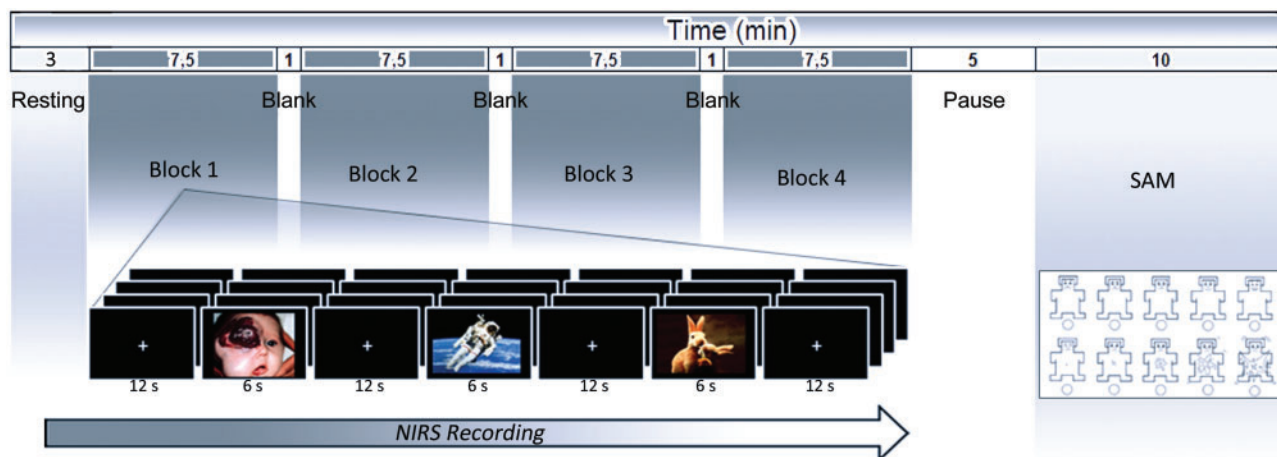 Time (min)
3 7,5 1 7,5 1 7,5 1 7,5 5 10
Resting Blank Blank Blank Pause
Block 1 Block 2 Block 3 Block 4 SAM
12 s 6 s 12 s 6 s 12 s 6 s 12 s
NIRS Recording